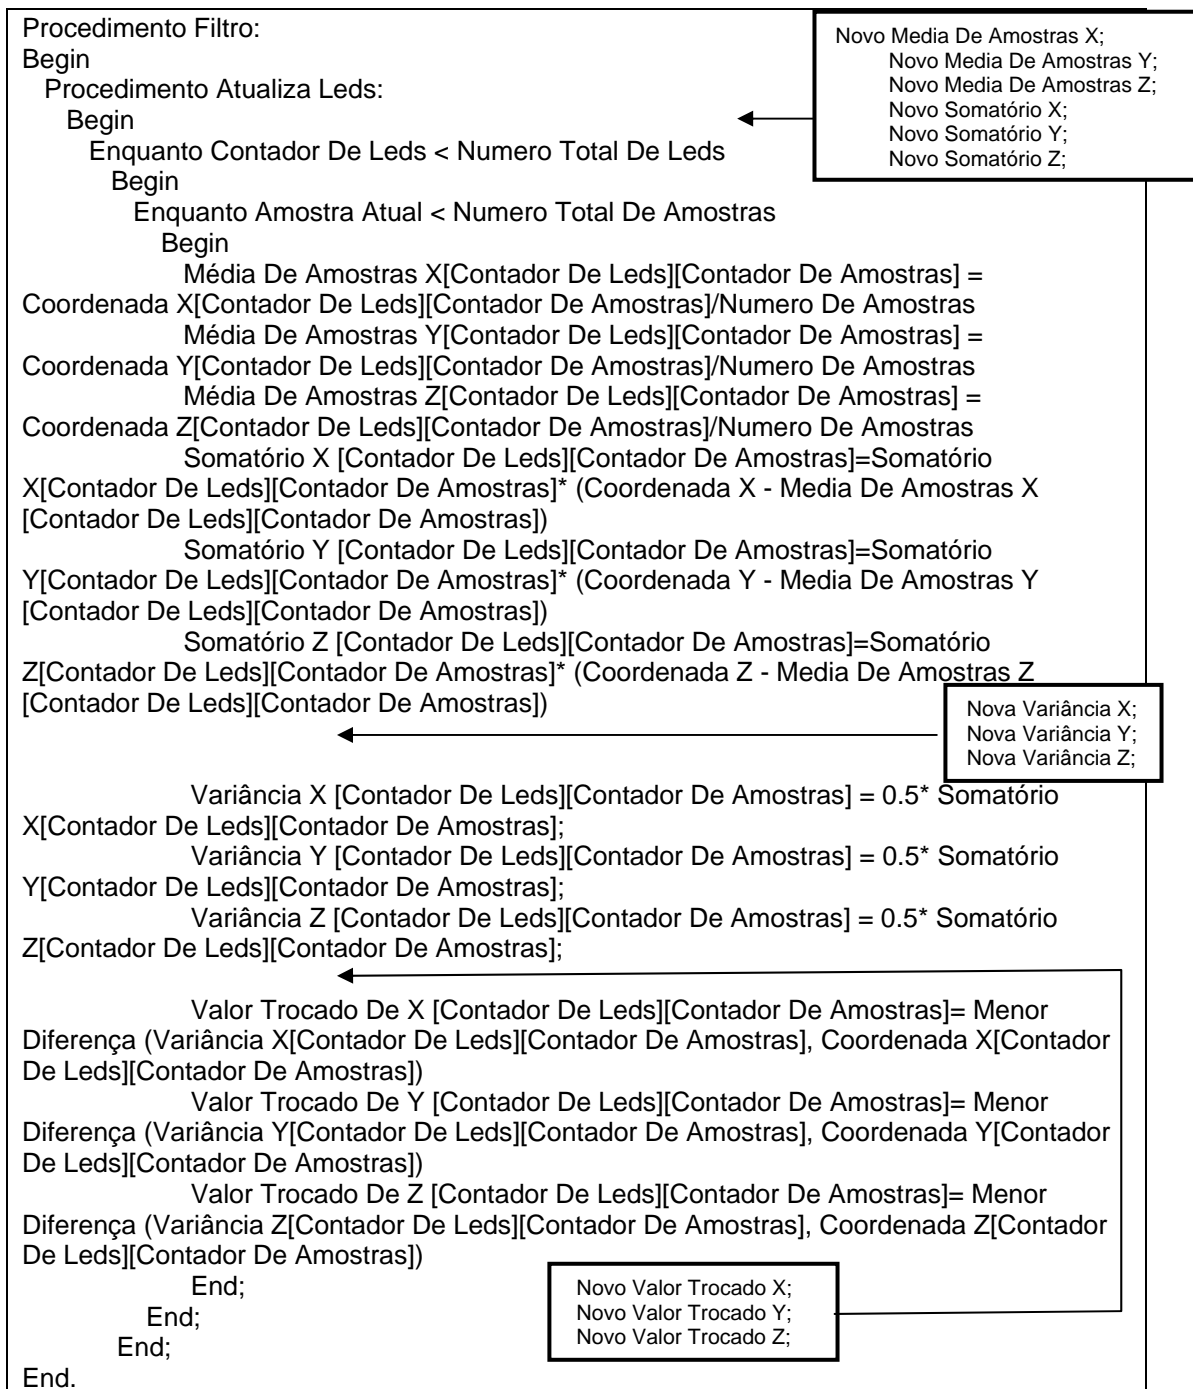 Procedimento Filtro:
Begin
Procedimento Atualiza Leds:
Begin
Enquanto Contador De Leds < Numero Total De Leds
Begin
Enquanto Amostra Atual < Numero Total De Amostras
Begin
Média De Amostras X[Contador De Leds][Contador De Amostras] =
Coordenada X[Contador De Leds][Contador De Amostras]/Numero De Amostras
Média De Amostras Y[Contador De Leds][Contador De Amostras] =
Coordenada Y[Contador De Leds][Contador De Amostras]/Numero De Amostras
Média De Amostras Z[Contador De Leds][Contador De Amostras] =
Coordenada Z[Contador De Leds][Contador De Amostras]/Numero De Amostras
Somatório X [Contador De Leds][Contador De Amostras]=Somatório
X[Contador De Leds][Contador De Amostras]* (Coordenada X - Media De Amostras X
[Contador De Leds][Contador De Amostras])
Somatório Y [Contador De Leds][Contador De Amostras]=Somatório
Y[Contador De Leds][Contador De Amostras]* (Coordenada Y - Media De Amostras Y
[Contador De Leds][Contador De Amostras])
Somatório Z [Contador De Leds][Contador De Amostras]=Somatório
Z[Contador De Leds][Contador De Amostras]* (Coordenada Z - Media De Amostras Z
[Contador De Leds][Contador De Amostras])
Variância X [Contador De Leds][Contador De Amostras] = 0.5* Somatório
X[Contador De Leds][Contador De Amostras];
Variância Y [Contador De Leds][Contador De Amostras] = 0.5* Somatório
Y[Contador De Leds][Contador De Amostras];
Variância Z [Contador De Leds][Contador De Amostras] = 0.5* Somatório
Z[Contador De Leds][Contador De Amostras];
Valor Trocado De X [Contador De Leds][Contador De Amostras]= Menor
Diferença (Variância X[Contador De Leds][Contador De Amostras], Coordenada X[Contador
De Leds][Contador De Amostras])
Valor Trocado De Y [Contador De Leds][Contador De Amostras]= Menor
Diferença (Variância Y[Contador De Leds][Contador De Amostras], Coordenada Y[Contador
De Leds][Contador De Amostras])
Valor Trocado De Z [Contador De Leds][Contador De Amostras]= Menor
Diferença (Variância Z[Contador De Leds][Contador De Amostras], Coordenada Z[Contador
De Leds][Contador De Amostras])
End;
End;
End;
End.
Novo Media De Amostras X;
Novo Media De Amostras Y;
Novo Media De Amostras Z;
Novo Somatório X;
Novo Somatório Y;
Novo Somatório Z;
Nova Variância X;
Nova Variância Y;
Nova Variância Z;
Novo Valor Trocado X;
Novo Valor Trocado Y;
Novo Valor Trocado Z;